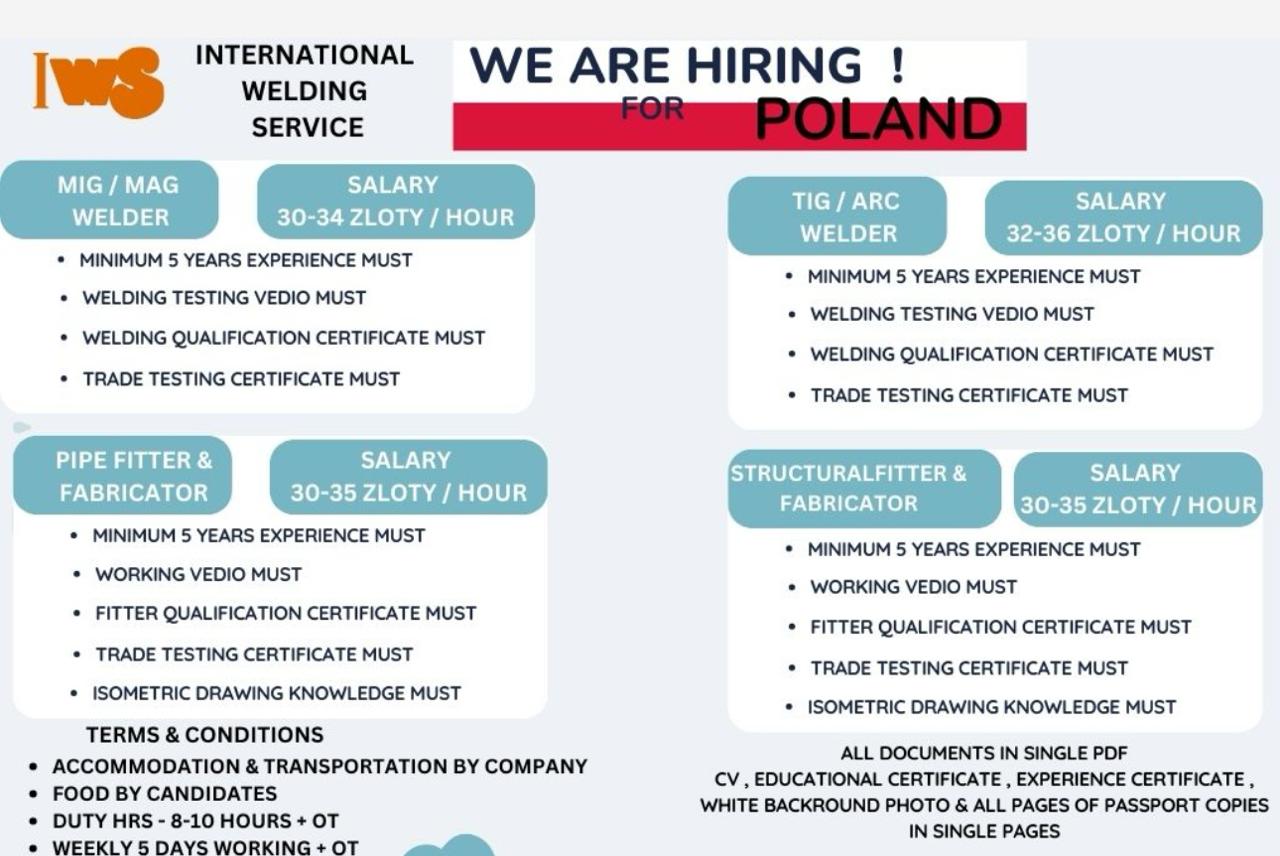 IWS
INTERNATIONAL
WELDING
SERVICE
WE ARE HIRING !
FOR POLAND
MIG / MAG
WELDER
SALARY
30-34 ZLOTY / HOUR
MINIMUM 5 YEARS EXPERIENCE MUST
WELDING TESTING VEDIO MUST
WELDING QUALIFICATION CERTIFICATE MUST
TRADE TESTING CERTIFICATE MUST
TIG / ARC
WELDER
SALARY
32-36 ZLOTY / HOUR
MINIMUM 5 YEARS EXPERIENCE MUST
WELDING TESTING VEDIO MUST
WELDING QUALIFICATION CERTIFICATE MUST
TRADE TESTING CERTIFICATE MUST
PIPE FITTER &
FABRICATOR
SALARY
30-35 ZLOTY / HOUR
MINIMUM 5 YEARS EXPERIENCE MUST
WORKING VEDIO MUST
FITTER QUALIFICATION CERTIFICATE MUST
TRADE TESTING CERTIFICATE MUST
ISOMETRIC DRAWING KNOWLEDGE MUST
STRUCTURALFITTER &
FABRICATOR
SALARY
30-35 ZLOTY / HOUR
MINIMUM 5 YEARS EXPERIENCE MUST
WORKING VEDIO MUST
FITTER QUALIFICATION CERTIFICATE MUST
TRADE TESTING CERTIFICATE MUST
ISOMETRIC DRAWING KNOWLEDGE MUST
TERMS & CONDITIONS
ACCOMMODATION & TRANSPORTATION BY COMPANY
FOOD BY CANDIDATES
DUTY HRS - 8-10 HOURS + OT
WEEKLY 5 DAYS WORKING + OT
ALL DOCUMENTS IN SINGLE PDF
CV , EDUCATIONAL CERTIFICATE , EXPERIENCE CERTIFICATE ,
WHITE BACKROUND PHOTO & ALL PAGES OF PASSPORT COPIES
IN SINGLE PAGES